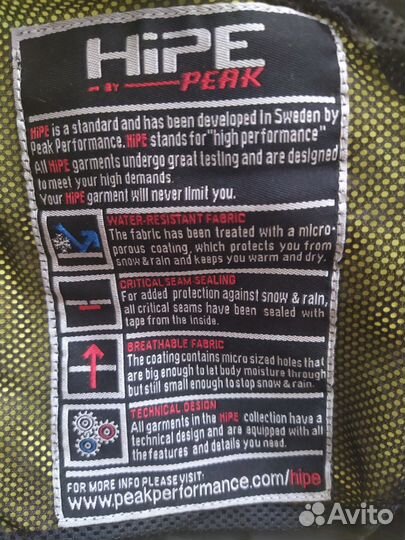 HiPE
BY PEAK
HiPE is a standard and has been developed in Sweden by
Peak Performance. HiPE stands for "high performance"
All HiPE garments undergo great testing and are designed
to meet your high demands.
Your HiPE garment will never limit you.
WATER-RESISTANT FABRIC
The fabric has been treated with a micro-
porous coating, which protects you from
snow & rain and keeps you warm and dry.
CRITICAL SEAM-SEALING
For added protection against snow & rain,
all critical seams have been sealed with
tape from the inside.
BREATHABLE FABRIC
The coating contains micro sized holes that
are big enough to let body moisture through
but still small enough to stop snow & rain.
TECHNICAL DESIGN
All garments in the HiPE collection have a
technical design and are equipped with all
the features and details you need.
FOR MORE INFO PLEASE VISIT:
www.peakperformance.com/hipe
Avito